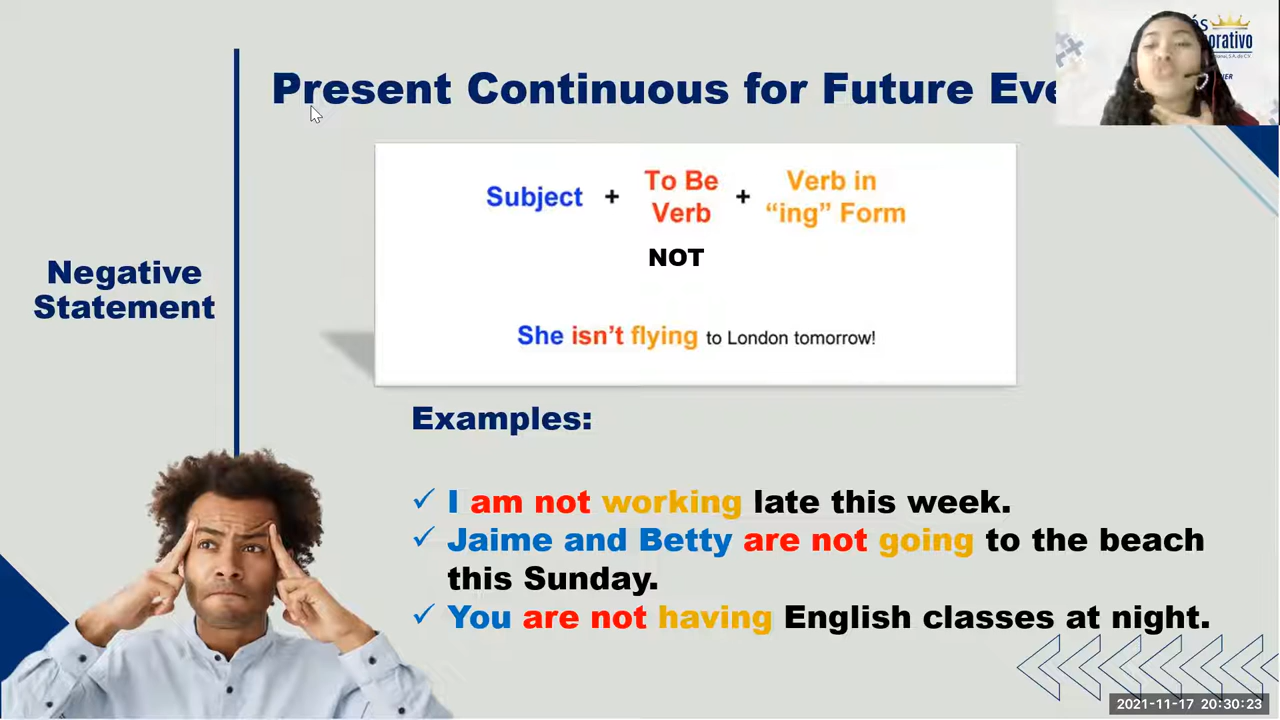 Present Continuous for Future Eve
orativo
Subject + To Be Verb + Verb in “ing” Form
NOT
Negative
Statement
She isn't flying to London tomorrow!
Examples:
✓ I am not working late this week.
✓ Jaime and Betty are not going to the beach
this Sunday.
✓ You are not having English classes at night.
2021-11-17 20:30:23